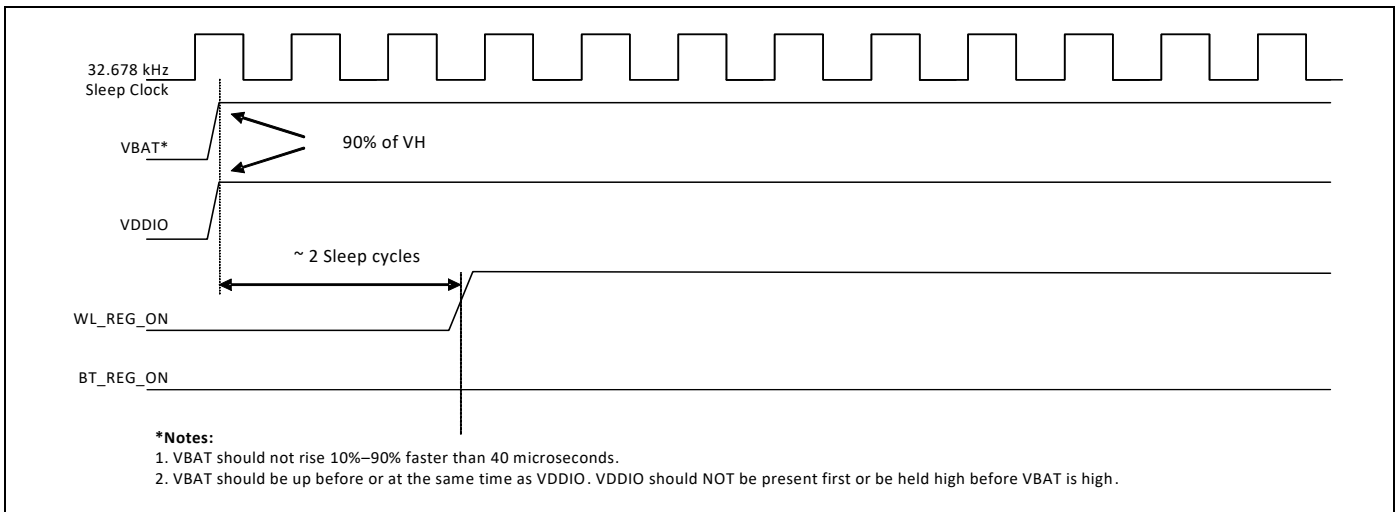 32.678 kHz
Sleep Clock
VBAT*
90% of VH
VDDIO
~ 2 Sleep cycles
WL_REG_ON
BT_REG_ON
*Notes:
1. VBAT should not rise 10%–90% faster than 40 microseconds.
2. VBAT should be up before or at the same time as VDDIO. VDDIO should NOT be present first or be held high before VBAT is high.